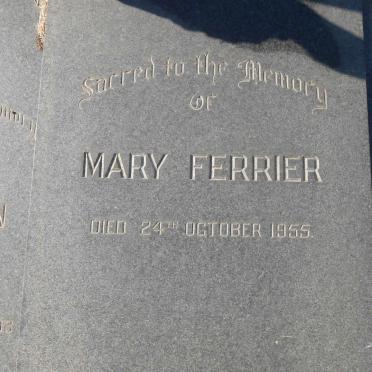 Sacred to the Memory
OF
MARY FERRIER
DIED 24TH OCTOBER 1955.